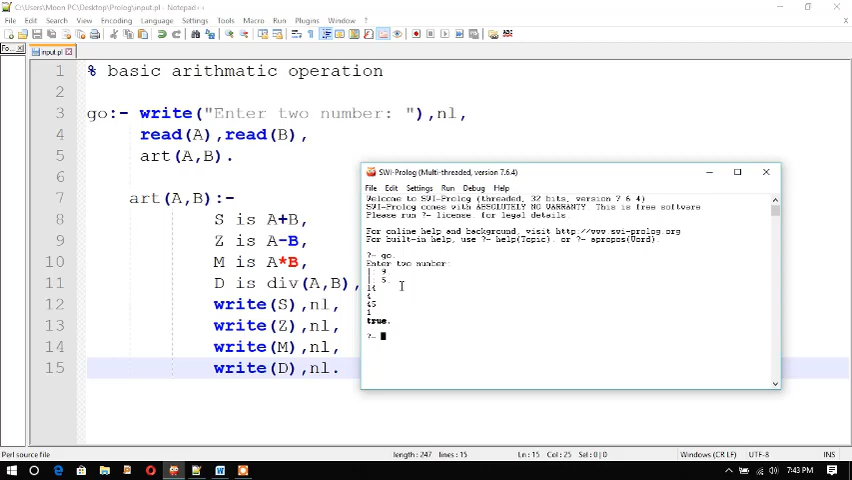 C:\Users\Moon PC\Desktop\Prolog\input.pl - Notepad++
File Edit Search View Encoding Language Settings Tools Macro Run Plugins Window ?
Fo...
input.pl
1 % basic arithmatic operation
2
3 go:- write("Enter two number: "),nl,
4 read(A),read(B),
5 art(A,B).
6
7 art(A,B):-
8 S is A+B,
9 Z is A-B,
10 M is A*B,
11 D is div(A,B),
12 write(S),nl,
13 write(Z),nl,
14 write(M),nl,
15 write(D),nl.
SWI-Prolog (Multi-threaded, version 7.6.4)
File Edit Settings Run Debug Help
Welcome to SWI-Prolog (threaded, 32 bits, version 7.6.4)
SWI-Prolog comes with ABSOLUTELY NO WARRANTY. This is free software.
Please run ?- license. for legal details.
For online help and background, visit http://www.swi-prolog.org
For built-in help, use ?- help(Topic). or ?- apropos(Word).
?- go.
Enter two number:
|: 9.
|: 5.
14
4
45
1
true.
?-
Perl source file
length: 247 lines: 15
Ln: 15 Col: 25 Sel: 0 | 0
Windows (CR LF)
UTF-8
INS
7:43 PM